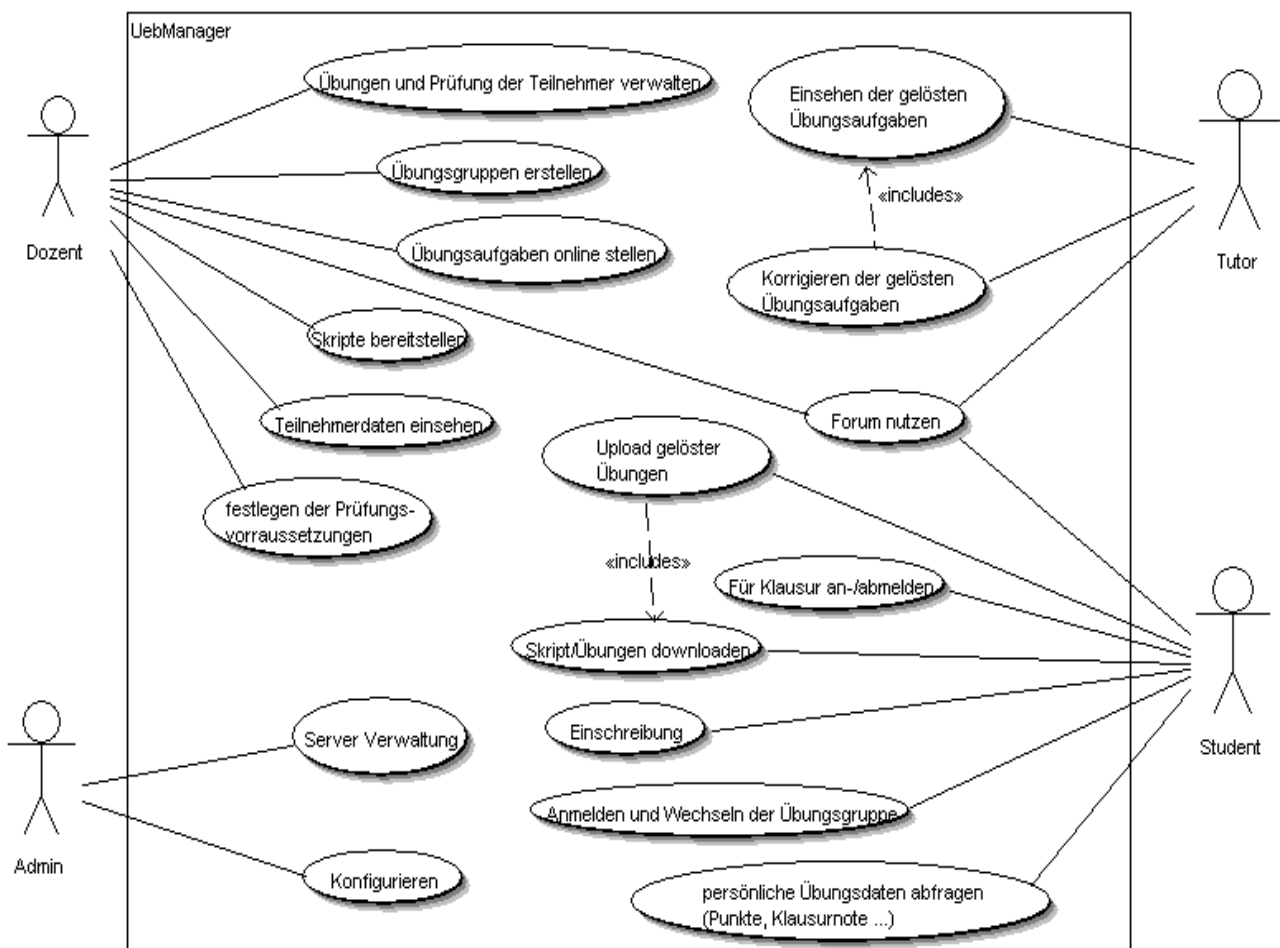 UebManager
Übungen und Prüfung der Teilnehmer verwalten
Einsehen der gelösten
Übungsaufgaben
Übungsgruppen erstellen
«includes»
Dozent
Übungsaufgaben online stellen
Tutor
Korrigieren der gelösten
Übungsaufgaben
Skripte bereitstellen
Teilnehmerdaten einsehen
Forum nutzen
Upload gelöster
Übungen
festlegen der Prüfungs-
vorraussetzungen
«includes»
Für Klausur an-/abmelden
Skript/Übungen downloaden
Einschreibung
Server Verwaltung
Student
Anmelden und Wechseln der Übungsgruppe
Admin
Konfigurieren
persönliche Übungsdaten abfragen
(Punkte, Klausurnote ...)